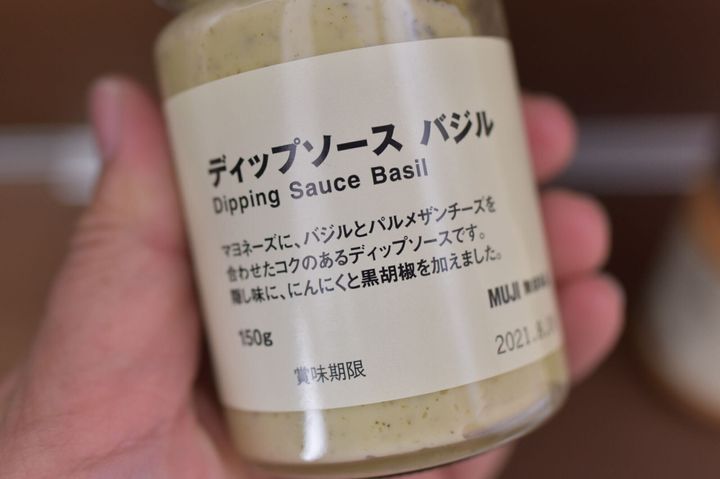 ディップソース バジル
Dipping Sauce Basil
マヨネーズに、バジルとパルメザンチーズを
合わせたコクのあるディップソースです。
隠し味に、にんにくと黒胡椒を加えました。
150g
MUJI
賞味期限
2021.8.